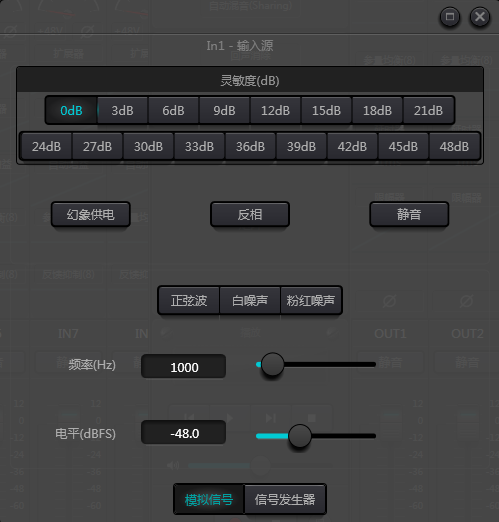 In1 - 输入源
灵敏度(dB)
0dB 3dB 6dB 9dB 12dB 15dB 18dB 21dB
24dB 27dB 30dB 33dB 36dB 39dB 42dB 45dB 48dB
幻象供电 反相 静音
正弦波 白噪声 粉红噪声
IN7 OUT1 OUT2
频率(Hz) 1000
电平(dBFS) -48.0
模拟信号 信号发生器